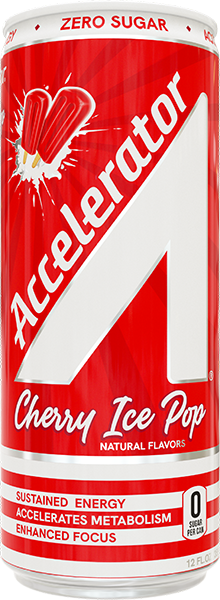 • ZERO SUGAR •
Accelerator
®
Cherry Ice Pop
NATURAL FLAVORS
SUSTAINED ENERGY
ACCELERATES METABOLISM
ENHANCED FOCUS
0
SUGAR
PER CAN
12 FL